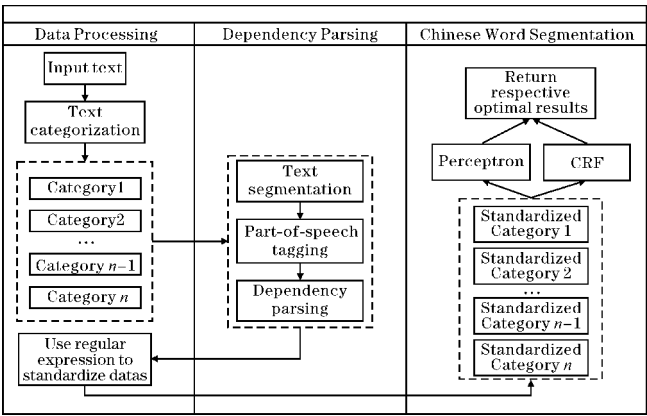 Data Processing
Dependency Parsing
Chinese Word Segmentation
Input text
Text
categorization
Category1
Category2
...
Category n−1
Category n
Use regular
expression to
standardize datas
Text
segmentation
Part-of-speech
tagging
Dependency
parsing
Return
respective
optimal results
Perceptron
CRF
Standardized
Category 1
Standardized
Category 2
...
Standardized
Category n−1
Standardized
Category n